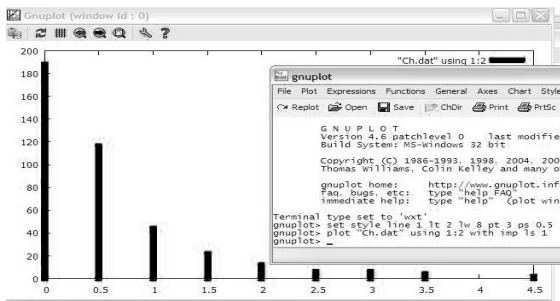 Gnuplot (window id : 0)
"Ch.dat" using 1:2
200
180
160
140
120
100
80
60
40
20
0
0 0.5 1 1.5 2 2.5 3 3.5 4 4.5
gnuplot
File Plot Expressions Functions General Axes Chart Style
Replot Open Save ChDir Print PrtSc
G N U P L O T
Version 4.6 patchlevel 0 last modifie
Build System: MS-Windows 32 bit
Copyright (C) 1986-1993, 1998, 2004, 200
Thomas Williams, Colin Kelley and many o
gnuplot home: http://www.gnuplot.inf
faq, bugs, etc: type "help FAQ"
immediate help: type "help" (plot win
Terminal type set to 'wxt'
gnuplot> set style line 1 lt 2 lw 8 pt 3 ps 0.5
gnuplot> plot "Ch.dat" using 1:2 with imp ls 1
gnuplot> _